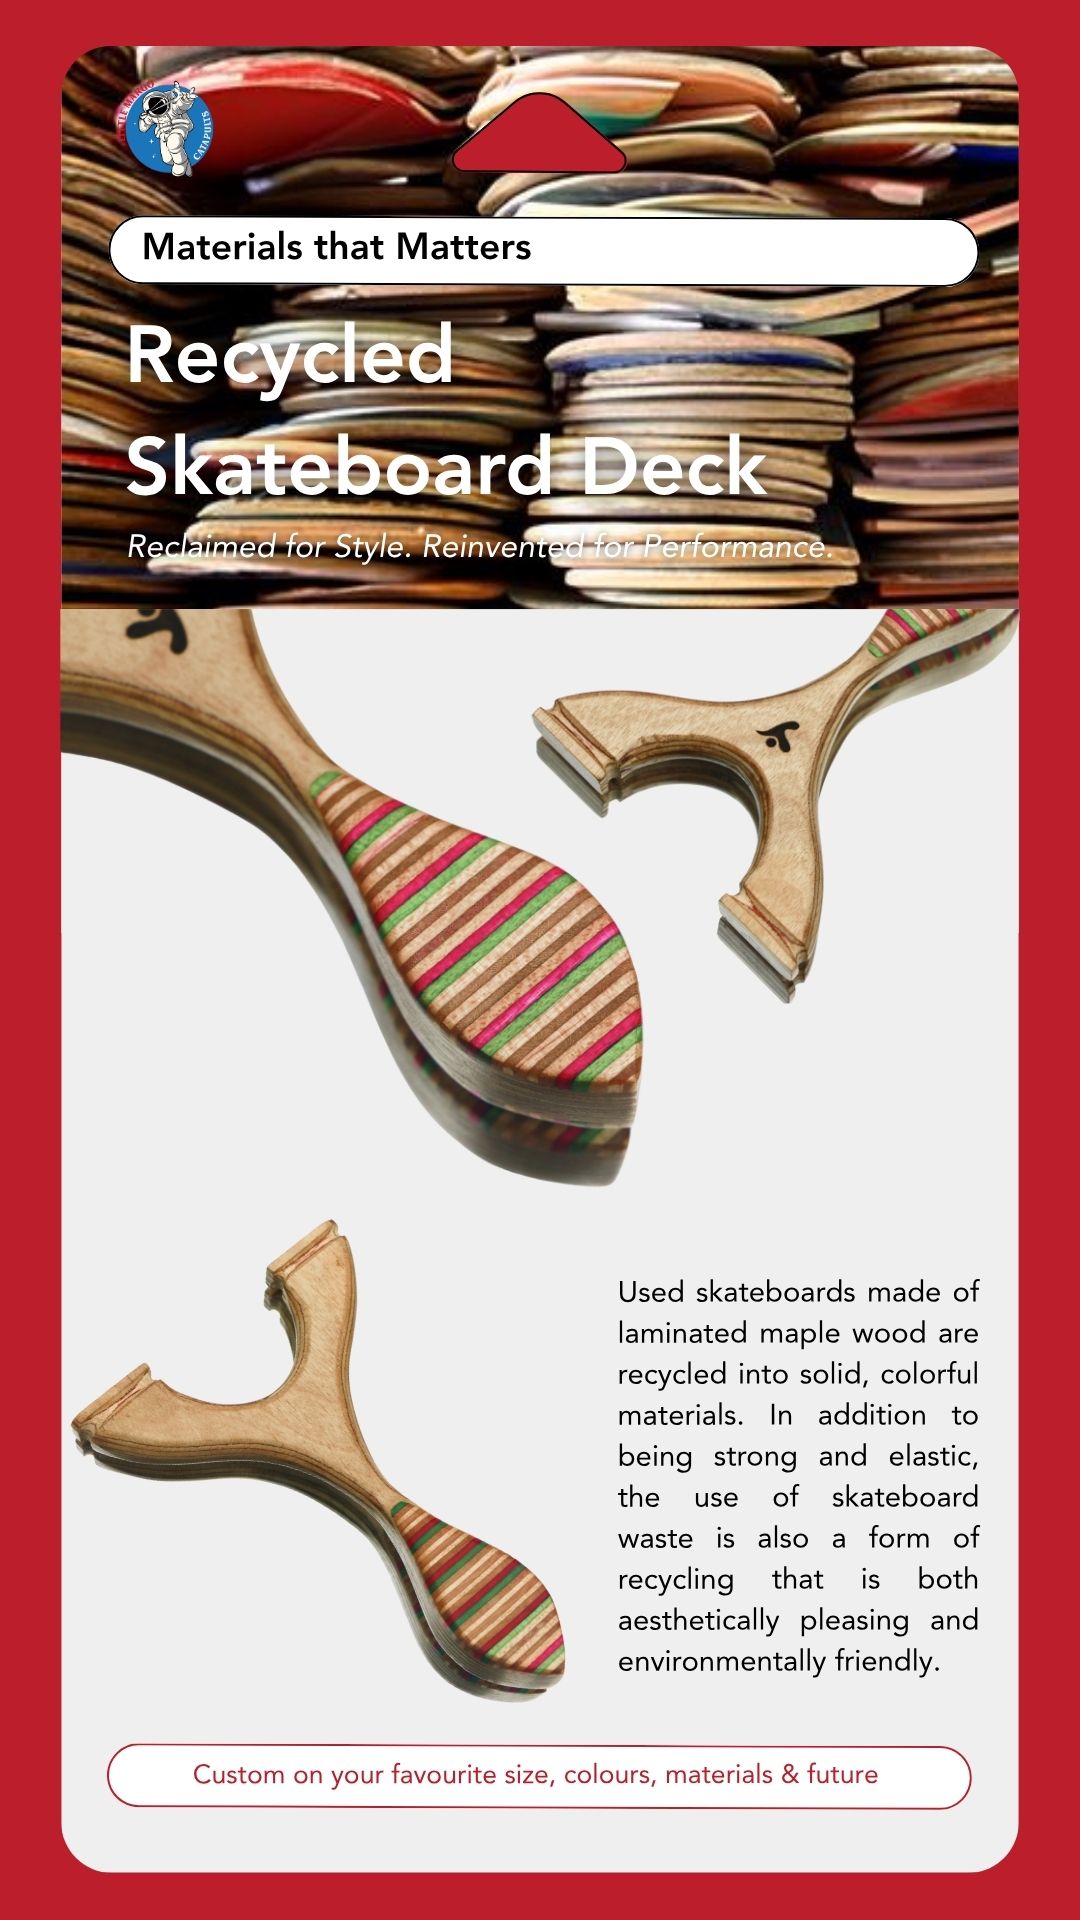 CATAPULTS
Materials that Matters
Recycled
Skateboard Deck
Reclaimed for Style. Reinvented for Performance.
Used skateboards made of
laminated maple wood are
recycled into solid, colorful
materials. In addition to
being strong and elastic,
the use of skateboard
waste is also a form of
recycling that is both
aesthetically pleasing and
environmentally friendly.
Custom on your favourite size, colours, materials & future